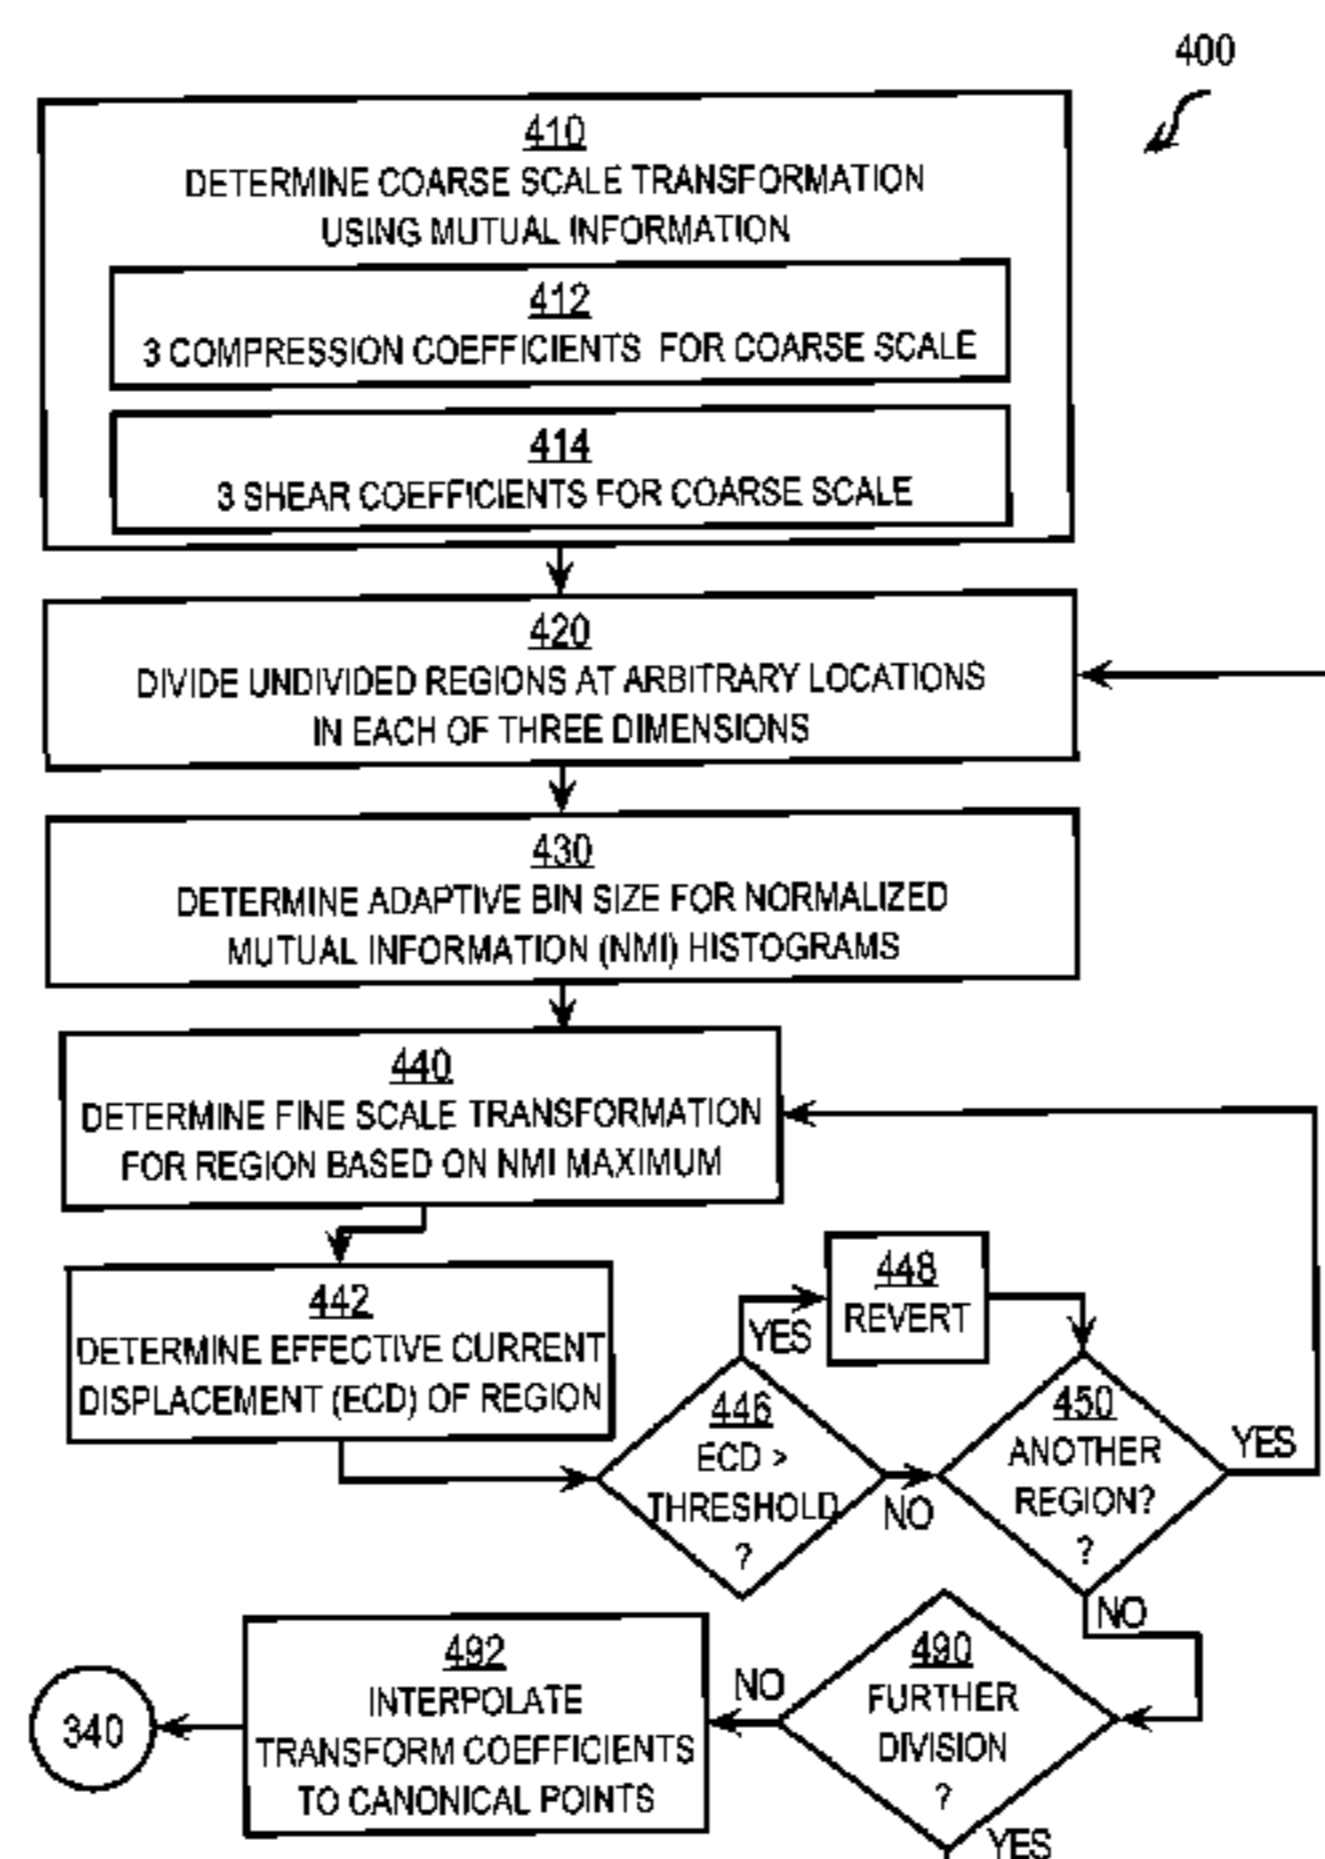 400
410
DETERMINE COARSE SCALE TRANSFORMATION
USING MUTUAL INFORMATION
412
3 COMPRESSION COEFFICIENTS FOR COARSE SCALE
414
3 SHEAR COEFFICIENTS FOR COARSE SCALE
420
DIVIDE UNDIVIDED REGIONS AT ARBITRARY LOCATIONS
IN EACH OF THREE DIMENSIONS
430
DETERMINE ADAPTIVE BIN SIZE FOR NORMALIZED
MUTUAL INFORMATION (NMI) HISTOGRAMS
440
DETERMINE FINE SCALE TRANSFORMATION
FOR REGION BASED ON NMI MAXIMUM
442
DETERMINE EFFECTIVE CURRENT
DISPLACEMENT (ECD) OF REGION
446
ECD >
THRESHOLD
?
YES
NO
448
REVERT
450
ANOTHER
REGION?
?
YES
NO
490
FURTHER
DIVISION
?
NO
YES
492
INTERPOLATE
TRANSFORM COEFFICIENTS
TO CANONICAL POINTS
340